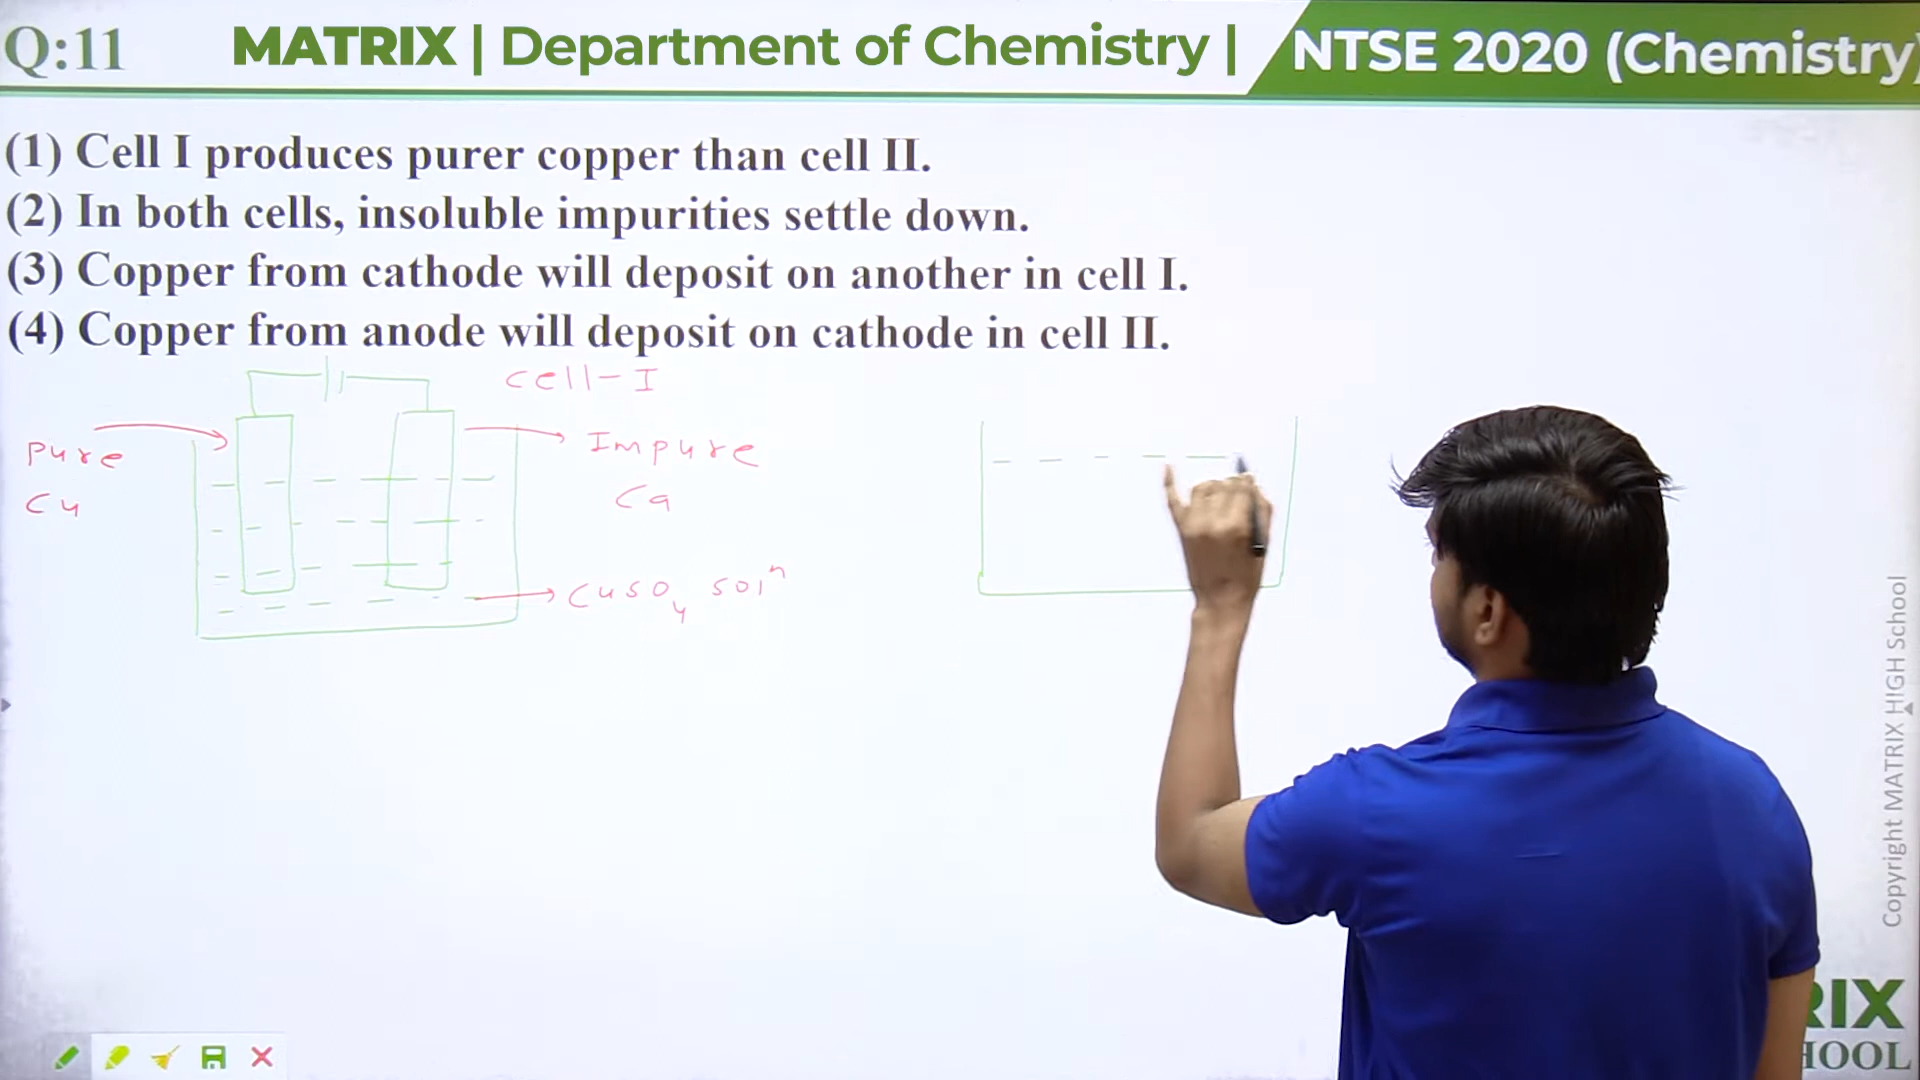 Q:11
MATRIX | Department of Chemistry |
NTSE 2020 (Chemistry)
(1) Cell I produces purer copper than cell II.
(2) In both cells, insoluble impurities settle down.
(3) Copper from cathode will deposit on another in cell I.
(4) Copper from anode will deposit on cathode in cell II.
Cell-I
Pure
Cu
Impure
Cu
CuSO4 solⁿ
Copyright MATRIX HIGH School
RIX
HOOL